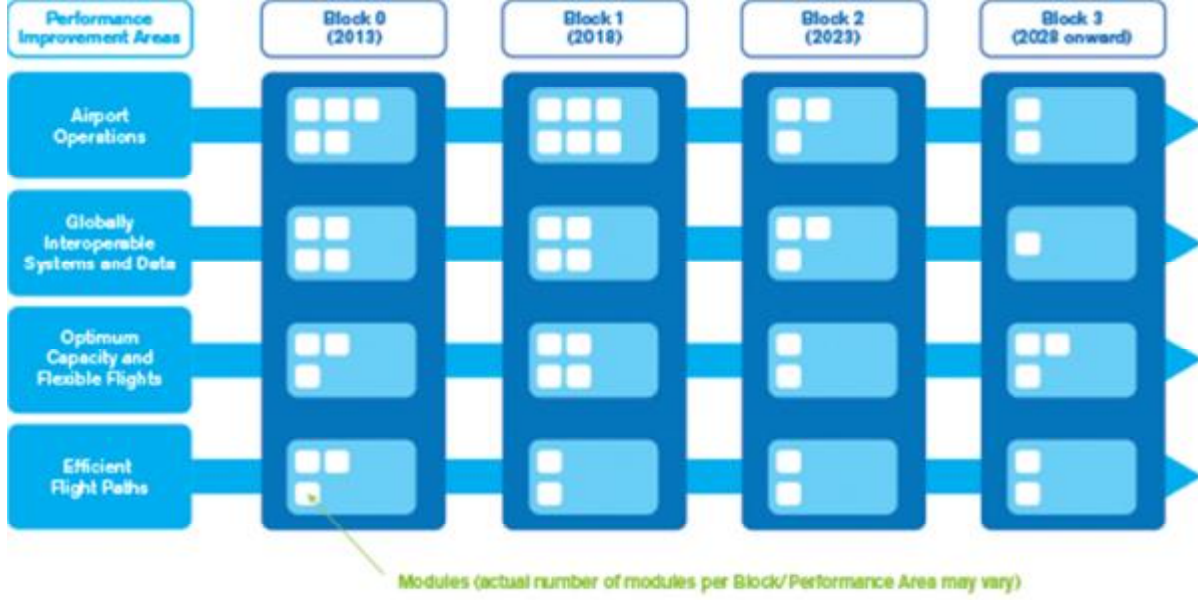 Performance
Improvement Areas
Block 0
(2013)
Block 1
(2018)
Block 2
(2023)
Block 3
(2028 onward)
Airport
Operations
Globally
Interoperable
Systems and Data
Optimum
Capacity and
Flexible Flights
Efficient
Flight Paths
Modules (actual number of modules per Block/Performance Area may vary)